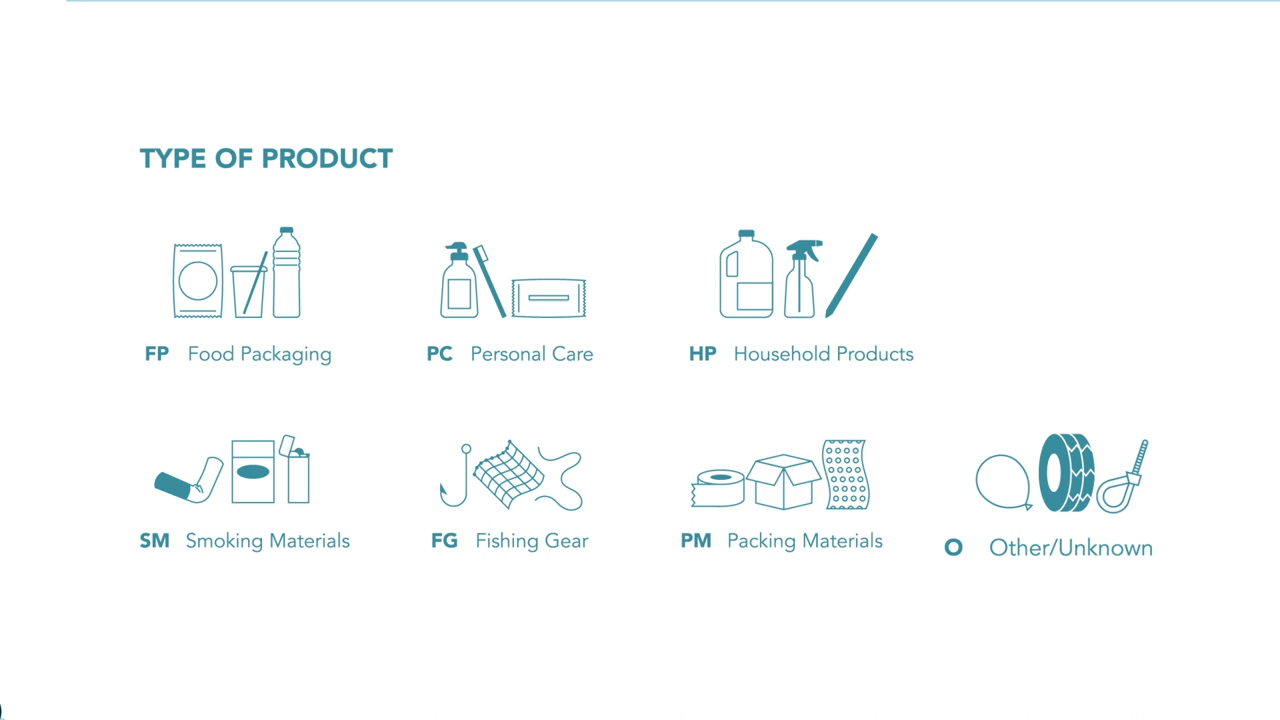 TYPE OF PRODUCT
FP Food Packaging
PC Personal Care
HP Household Products
SM Smoking Materials
FG Fishing Gear
PM Packing Materials
O Other/Unknown